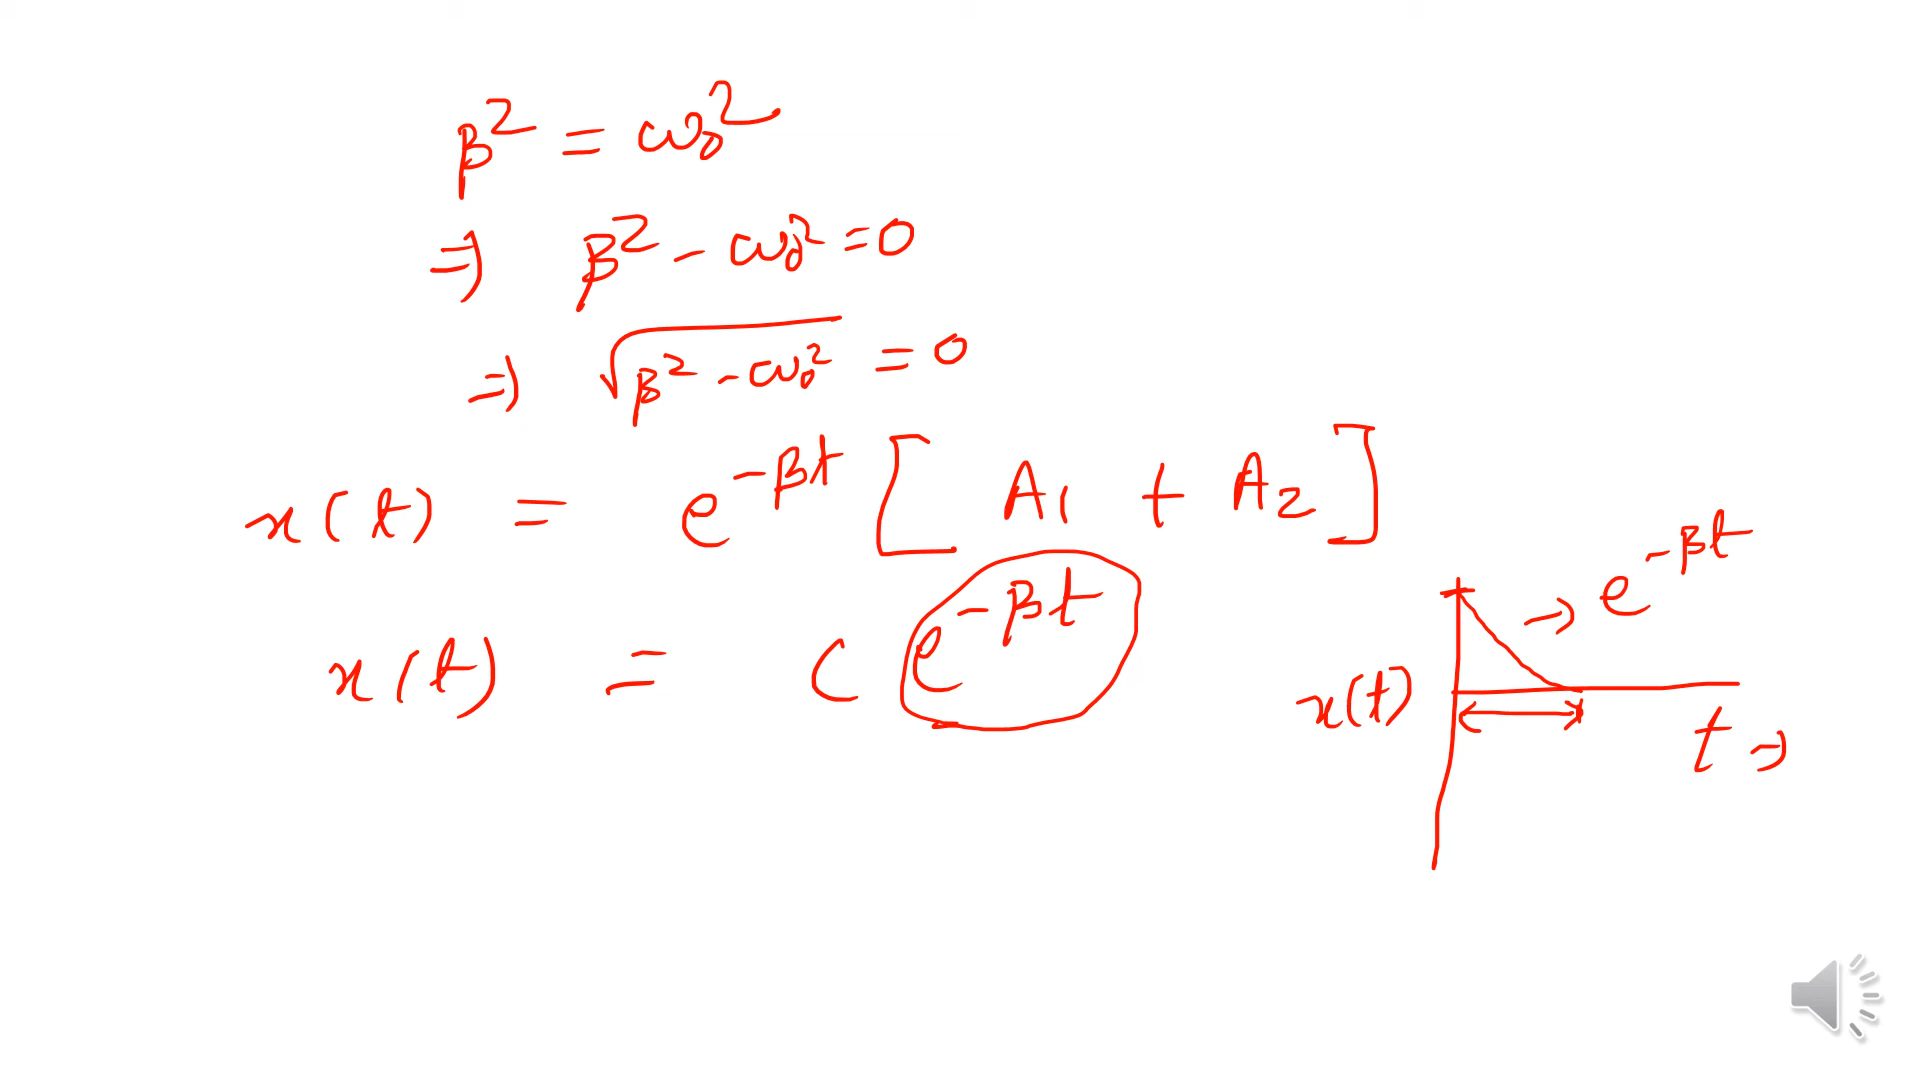 β² = ω₀²
⇒ β² - ω₀² = 0
⇒ √(β² - ω₀²) = 0
x(t) = e^(-βt) [ A₁ + A₂ ]
x(t) = C e^(-βt)
→ e^(-βt)
x(t)
t →